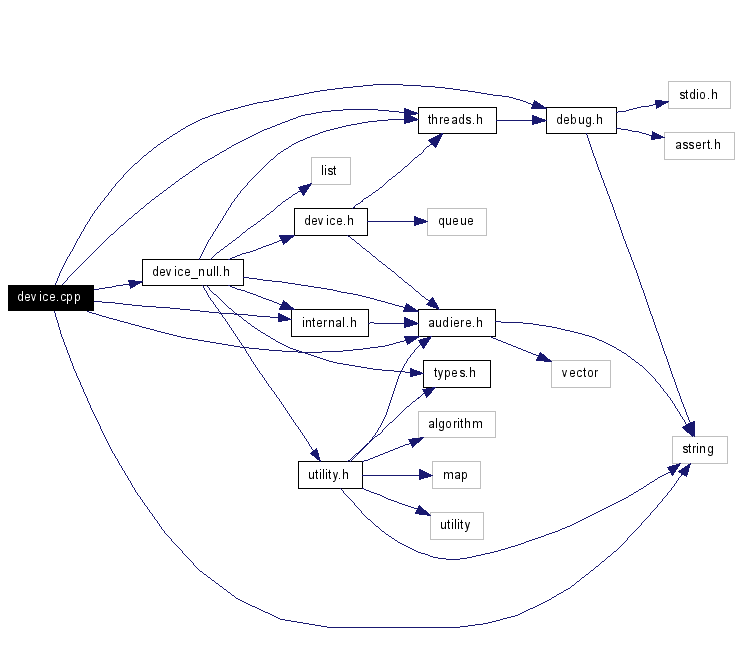 stdio.h
threads.h
debug.h
assert.h
list
device.h
queue
device_null.h
device.cpp
internal.h
audiere.h
types.h
vector
algorithm
string
utility.h
map
utility